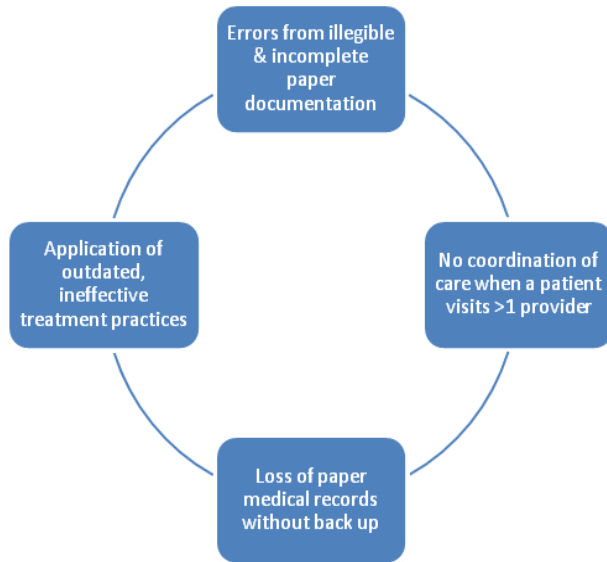 Errors from illegible
& incomplete
paper
documentation
No coordination of
care when a patient
visits >1 provider
Loss of paper
medical records
without back up
Application of
outdated,
ineffective
treatment practices